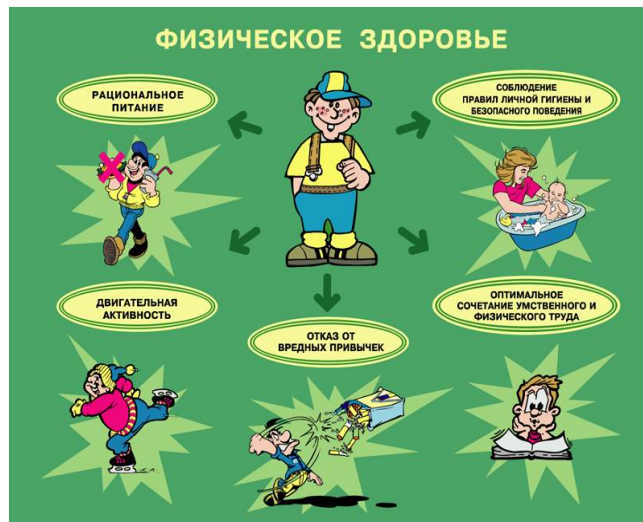 ФИЗИЧЕСКОЕ ЗДОРОВЬЕ
РАЦИОНАЛЬНОЕ
ПИТАНИЕ
СОБЛЮДЕНИЕ
ПРАВИЛ ЛИЧНОЙ ГИГИЕНЫ И
БЕЗОПАСНОГО ПОВЕДЕНИЯ
ДВИГАТЕЛЬНАЯ
АКТИВНОСТЬ
ОТКАЗ ОТ
ВРЕДНЫХ ПРИВЫЧЕК
ОПТИМАЛЬНОЕ
СОЧЕТАНИЕ УМСТВЕННОГО И
ФИЗИЧЕСКОГО ТРУДА